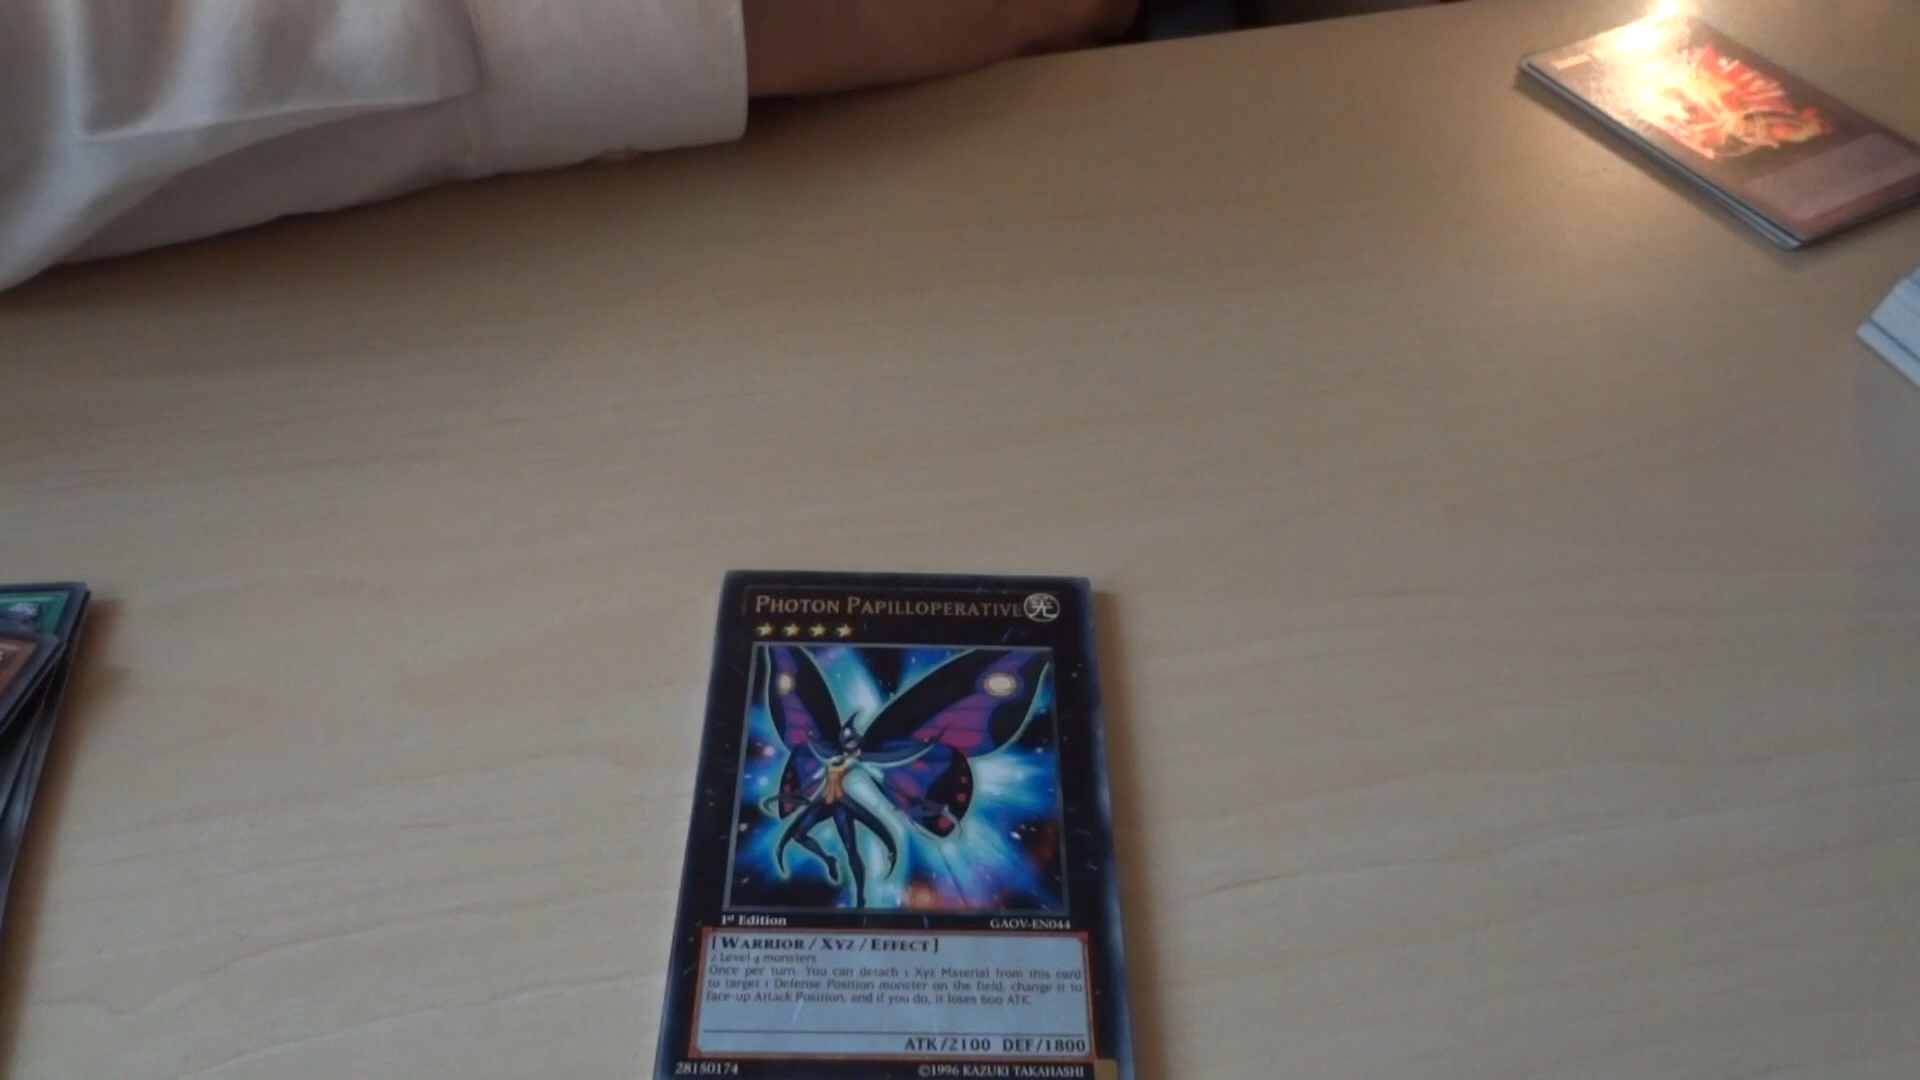 PHOTON PAPILLOPERATIVE
1st Edition
GAOV-EN044
[WARRIOR/XYZ/EFFECT]
2 Level 4 monsters
Once per turn: You can detach 1 Xyz Material from this card
to target 1 Defense Position monster on the field; change it to
face-up Attack Position, and if you do, it loses 600 ATK.
ATK/2100 DEF/1800
28150174
©1996 KAZUKI TAKAHASHI